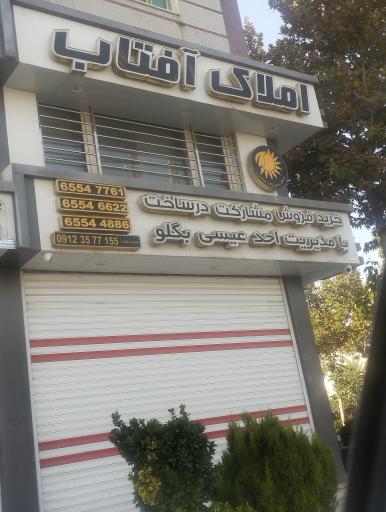 املاک آفتاب
خرید فروش مشارکت درساخت
با مدیریت احد عیسی بگلو
6554 7761
6554 6622
6554 4886
0912 35 77 155